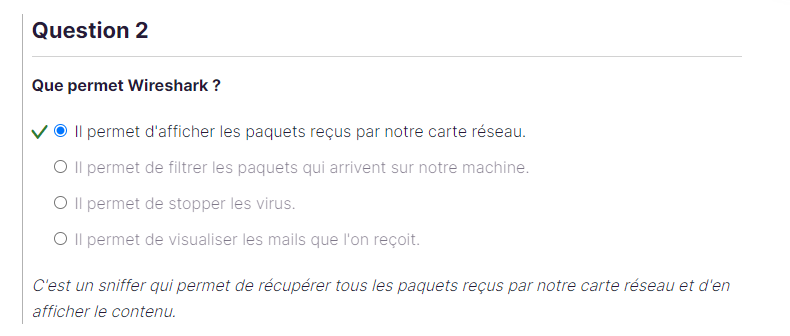 Question 2
Que permet Wireshark ?
Il permet d'afficher les paquets reçus par notre carte réseau.
Il permet de filtrer les paquets qui arrivent sur notre machine.
Il permet de stopper les virus.
Il permet de visualiser les mails que l'on reçoit.
C'est un sniffer qui permet de récupérer tous les paquets reçus par notre carte réseau et d'en
afficher le contenu.